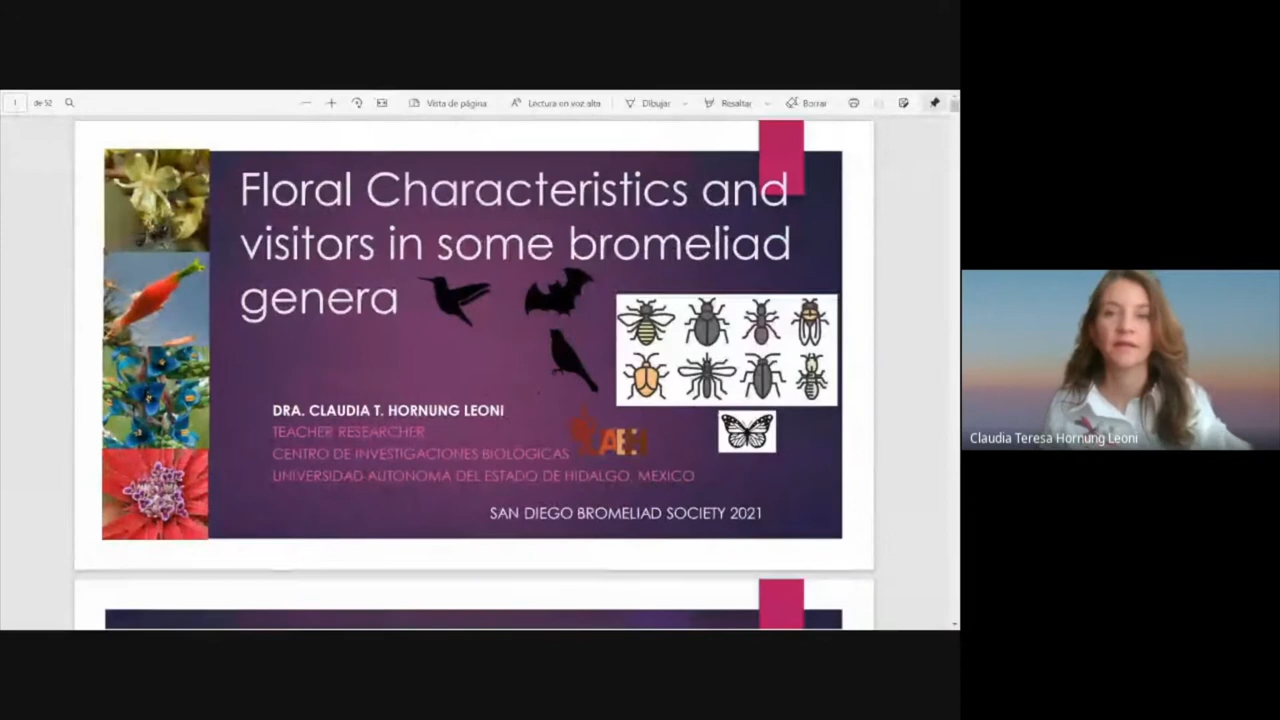 1 de 52
Vista de página
Lectura en voz alta
Dibujar
Resaltar
Borrar
Floral Characteristics and
visitors in some bromeliad
genera
DRA. CLAUDIA T. HORNUNG LEONI
TEACHER RESEARCHER
CENTRO DE INVESTIGACIONES BIOLÓGICAS
UNIVERSIDAD AUTONOMA DEL ESTADO DE HIDALGO, MEXICO
SAN DIEGO BROMELIAD SOCIETY 2021
Claudia Teresa Hornung Leoni